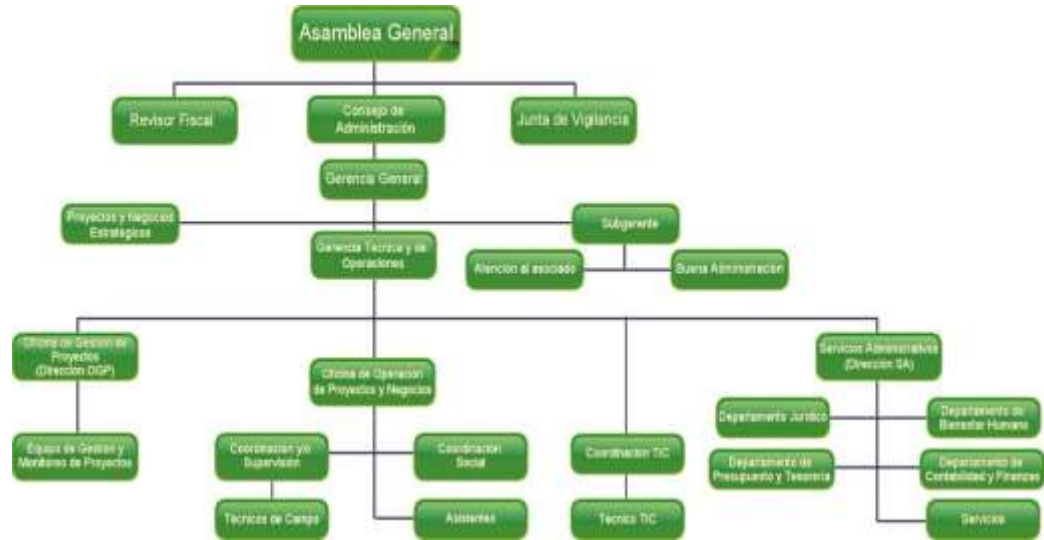 Asamblea General
Revisor Fiscal
Consejo de
Administración
Junta de Vigilancia
Gerencia General
Proyectos y Negocios
Estratégicos
Subgerente
Gerencia Técnica y de
Operaciones
Atención al asociado
Buena Administración
Oficina de Gestión de
Proyectos
(Dirección OGP)
Oficina de Operación
de Proyectos y Negocios
Servicios Administrativos
(Dirección SA)
Departamento Jurídico
Departamento de
Bienestar Humano
Equipo de Gestión y
Monitoreo de Proyectos
Coordinación y/o
Supervisión
Coordinación
Social
Coordinación TIC
Departamento de
Presupuesto y Tesorería
Departamento de
Contabilidad y Finanzas
Técnicos de Campo
Asistentes
Técnico TIC
Servicios